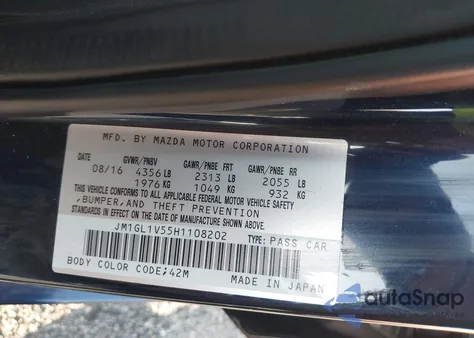 MFD. BY MAZDA MOTOR CORPORATION
GVWR/PNBV GAWR/PNBE FRT GAWR/PNBE RR
08/16 4356 LB 2313 LB 2055 LB
1976 KG 1049 KG 932 KG
THIS VEHICLE CONFORMS TO ALL APPLICABLE FEDERAL MOTOR VEHICLE SAFETY
,BUMPER,AND THEFT PREVENTION
STANDARDS IN EFFECT ON THE DATE OF MANUFACTURE SHOWN ABOVE.
JM1GL1V55H1108202 TYPE: PASS CAR
BODY COLOR CODE;42M MADE IN JAPAN
autoSnap